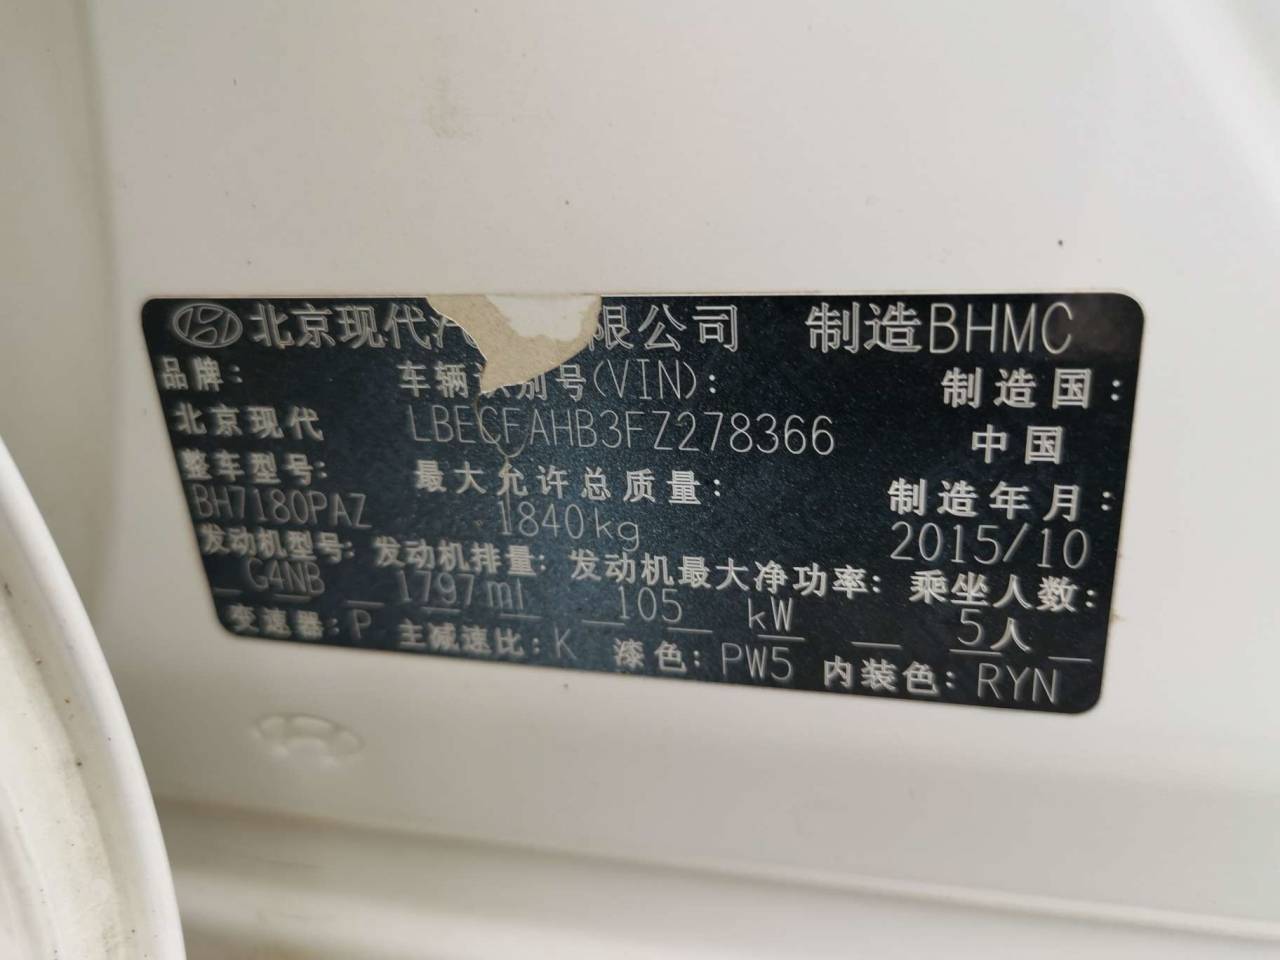 北京现代汽 限公司 制造BHMC
品牌: 车辆识别号(VIN): 制造国:
北京现代 LBECFAHB3FZ278366 中国
整车型号: 最大允许总质量: 制造年月:
BH7180PAZ 1840kg 2015/10
发动机型号: 发动机排量: 发动机最大净功率: 乘坐人数:
G4NB 1797ml 105 kW 5人
变速器: P 主减速比: K 漆色: PW5 内装色: RYN